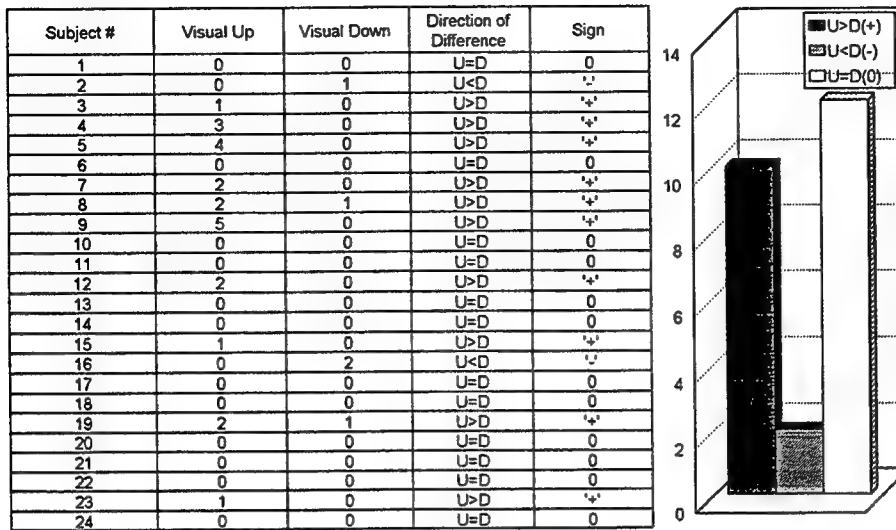 Subject # Visual Up Visual Down Direction of Difference Sign
1 0 0 U=D 0
2 0 1 U<D '-'
3 1 0 U>D '+'
4 3 0 U>D '+'
5 4 0 U>D '+'
6 0 0 U=D 0
7 2 0 U>D '+'
8 2 1 U>D '+'
9 5 0 U>D '+'
10 0 0 U=D 0
11 0 0 U=D 0
12 2 0 U>D '+'
13 0 0 U=D 0
14 0 0 U=D 0
15 1 0 U>D '+'
16 0 2 U<D '-'
17 0 0 U=D 0
18 0 0 U=D 0
19 2 1 U>D '+'
20 0 0 U=D 0
21 0 0 U=D 0
22 0 0 U=D 0
23 1 0 U>D '+'
24 0 0 U=D 0
U>D(+)
U<D(-)
U=D(0)
14
12
10
8
6
4
2
0